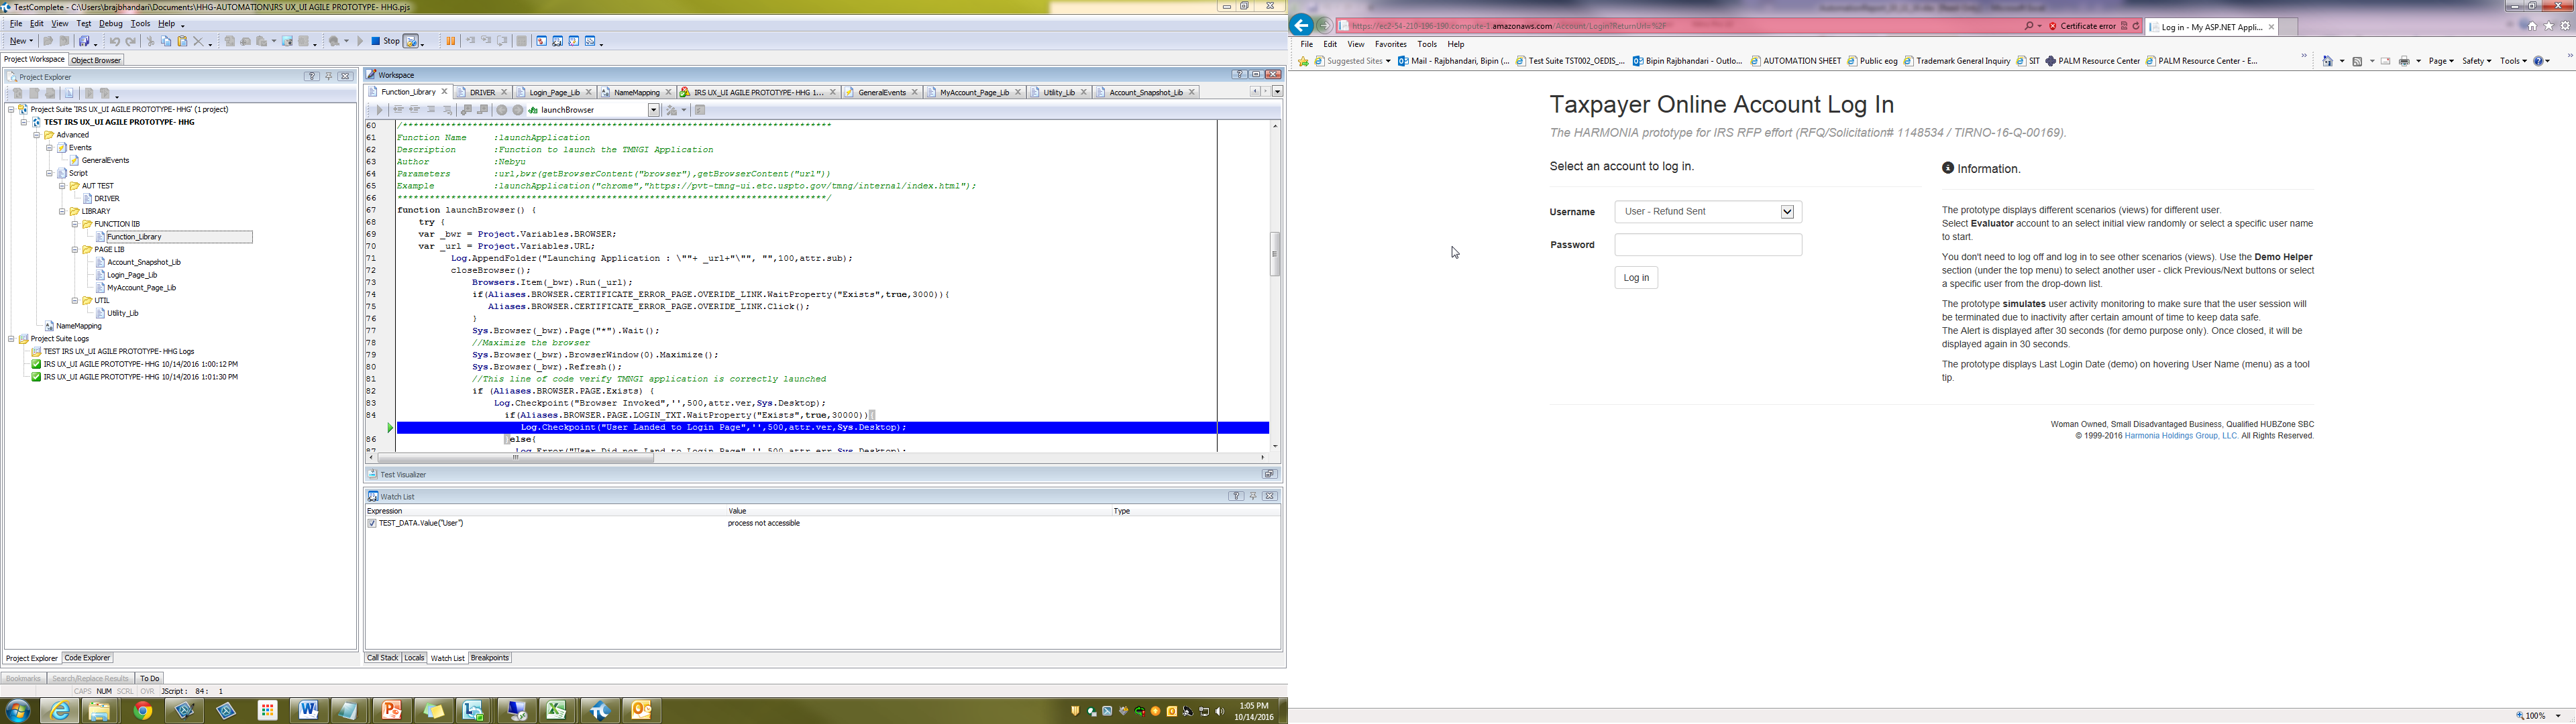 TestComplete - C:\Users\brajbhandari\Documents\HHG-AUTOMATION\IRS UX_UI AGILE PROTOTYPE- HHG.pjs
File Edit View Test Debug Tools Help
New Stop
Project Workspace Object Browser
Project Explorer
Project Suite 'IRS UX_UI AGILE PROTOTYPE- HHG' (1 project)
TEST IRS UX_UI AGILE PROTOTYPE- HHG
Advanced
Events
GeneralEvents
Script
AUT TEST
DRIVER
LIBRARY
FUNCTION lIB
Function_Library
PAGE LIB
Account_Snapshot_Lib
Login_Page_Lib
MyAccount_Page_Lib
UTIL
Utility_Lib
NameMapping
Project Suite Logs
TEST IRS UX_UI AGILE PROTOTYPE- HHG Logs
IRS UX_UI AGILE PROTOTYPE- HHG 10/14/2016 1:00:12 PM
IRS UX_UI AGILE PROTOTYPE- HHG 10/14/2016 1:01:30 PM
Project Explorer Code Explorer
Workspace
Function_Library DRIVER Login_Page_Lib NameMapping IRS UX_UI AGILE PROTOTYPE- HHG 1... GeneralEvents MyAccount_Page_Lib Utility_Lib Account_Snapshot_Lib
launchBrowser
61 Function Name :launchApplication
62 Description :Function to launch the TMNGI Application
63 Author :Nebyu
64 Parameters :url,bwr(getBrowserContent("browser"),getBrowserContent("url"))
65 Example :launchApplication("chrome","https://pvt-tmng-ui.etc.uspto.gov/tmng/internal/index.html");
67 function launchBrowser() {
68 try {
69 var _bwr = Project.Variables.BROWSER;
70 var _url = Project.Variables.URL;
71 Log.AppendFolder("Launching Application : \""+ _url+"\"", "",100,attr.sub);
72 closeBrowser();
73 Browsers.Item(_bwr).Run(_url);
74 if(Aliases.BROWSER.CERTIFICATE_ERROR_PAGE.OVERIDE_LINK.WaitProperty("Exists",true,3000)){
75 Aliases.BROWSER.CERTIFICATE_ERROR_PAGE.OVERIDE_LINK.Click();
76 }
77 Sys.Browser(_bwr).Page("*").Wait();
78 //Maximize the browser
79 Sys.Browser(_bwr).BrowserWindow(0).Maximize();
80 Sys.Browser(_bwr).Refresh();
81 //This line of code verify TMNGI application is correctly launched
82 if (Aliases.BROWSER.PAGE.Exists) {
83 Log.Checkpoint("Browser Invoked",'',500,attr.ver,Sys.Desktop);
84 if(Aliases.BROWSER.PAGE.LOGIN_TXT.WaitProperty("Exists",true,30000)){
Log.Checkpoint("User Landed to Login Page",'',500,attr.ver,Sys.Desktop);
86 }else{
Log.Error("User Did not Land to Login Page",'',500,attr.err,Sys.Desktop);
Test Visualizer
Watch List
Expression Value Type
TEST_DATA.Value("User") process not accessible
Call Stack Locals Watch List Breakpoints
Bookmarks Search/Replace Results To Do
CAPS NUM SCRL OVR JScript : 84 : 1
1:05 PM
10/14/2016
Certificate error
Log in - My ASP.NET Appli...
File Edit View Favorites Tools Help
Suggested Sites Mail - Rajbhandari, Bipin (... Test Suite TST002_OEDIS_... Bipin Rajbhandari - Outlo... AUTOMATION SHEET Public eog Trademark General Inquiry SIT PALM Resource Center PALM Resource Center - E...
Page Safety Tools
Taxpayer Online Account Log In
The HARMONIA prototype for IRS RFP effort (RFQ/Solicitation# 1148534 / TIRNO-16-Q-00169).
Select an account to log in.
Username User - Refund Sent
Password
Log in
Information.
The prototype displays different scenarios (views) for different user.
Select Evaluator account to an select initial view randomly or select a specific user name
to start.
You don't need to log off and log in to see other scenarios (views). Use the Demo Helper
section (under the top menu) to select another user - click Previous/Next buttons or select
a specific user from the drop-down list.
The prototype simulates user activity monitoring to make sure that the user session will
be terminated due to inactivity after certain amount of time to keep data safe.
The Alert is displayed after 30 seconds (for demo purpose only). Once closed, it will be
displayed again in 30 seconds.
The prototype displays Last Login Date (demo) on hovering User Name (menu) as a tool
tip.
Woman Owned, Small Disadvantaged Business, Qualified HUBZone SBC
© 1999-2016 Harmonia Holdings Group, LLC. All Rights Reserved.
100%